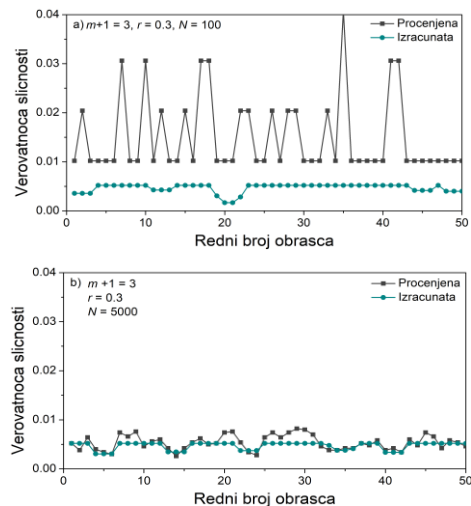 a) m+1 = 3, r = 0.3, N = 100
Procenjena
Izracunata
Verovatnoca slicnosti
0.04
0.03
0.02
0.01
0.00
0 10 20 30 40 50
Redni broj obrasca
b) m +1 = 3
r = 0.3
N = 5000
Procenjena
Izracunata
Verovatnoca slicnosti
0.04
0.03
0.02
0.01
0.00
0 10 20 30 40 50
Redni broj obrasca